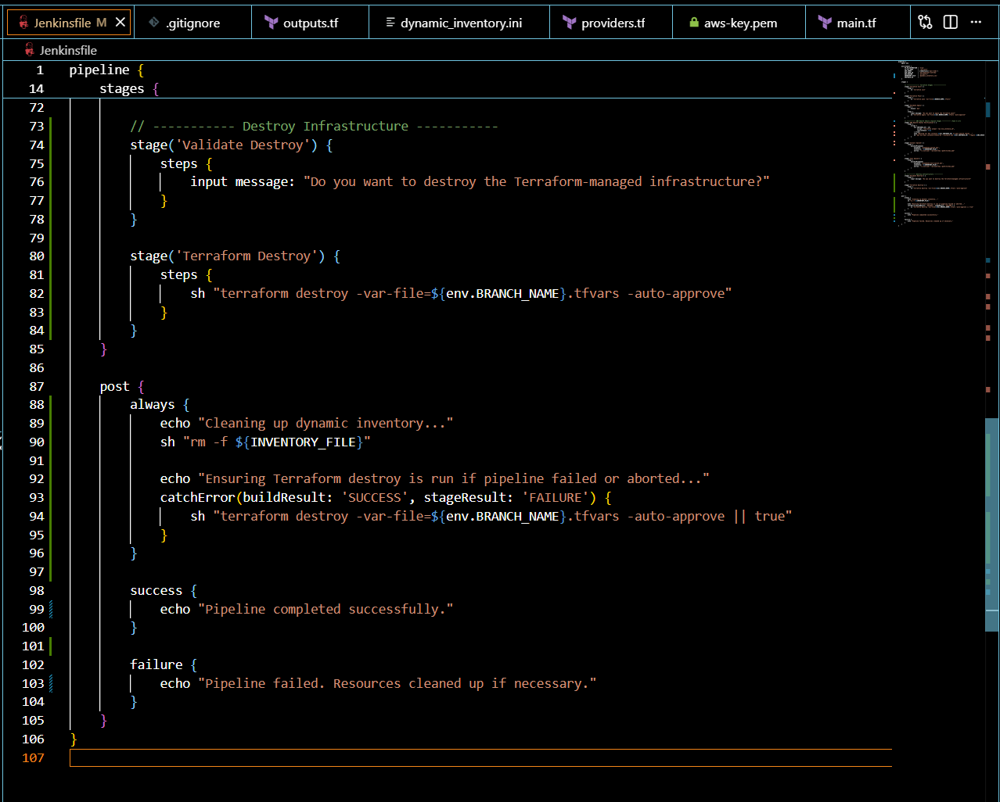 Jenkinsfile M
.gitignore
outputs.tf
dynamic_inventory.ini
providers.tf
aws-key.pem
main.tf
Jenkinsfile
1 pipeline {
14 stages {
72
73 // ----------- Destroy Infrastructure -----------
74 stage('Validate Destroy') {
75 steps {
76 input message: "Do you want to destroy the Terraform-managed infrastructure?"
77 }
78 }
79
80 stage('Terraform Destroy') {
81 steps {
82 sh "terraform destroy -var-file=${env.BRANCH_NAME}.tfvars -auto-approve"
83 }
84 }
85 }
86
87 post {
88 always {
89 echo "Cleaning up dynamic inventory..."
90 sh "rm -f ${INVENTORY_FILE}"
91
92 echo "Ensuring Terraform destroy is run if pipeline failed or aborted..."
93 catchError(buildResult: 'SUCCESS', stageResult: 'FAILURE') {
94 sh "terraform destroy -var-file=${env.BRANCH_NAME}.tfvars -auto-approve || true"
95 }
96 }
97
98 success {
99 echo "Pipeline completed successfully."
100 }
101
102 failure {
103 echo "Pipeline failed. Resources cleaned up if necessary."
104 }
105 }
106 }
107